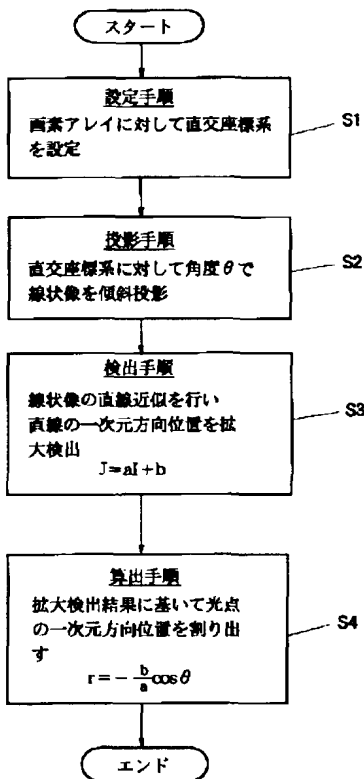 スタート
設定手順
画素アレイに対して直交座標系
を設定
S1
投影手順
直交座標系に対して角度θで
線状像を傾斜投影
S2
検出手順
線状像の直線近似を行い
直線の一次元方向位置を拡
大検出
J=aI+b
S3
算出手順
拡大検出結果に基いて光点
の一次元方向位置を割り出
す
r=-b/a cosθ
S4
エンド